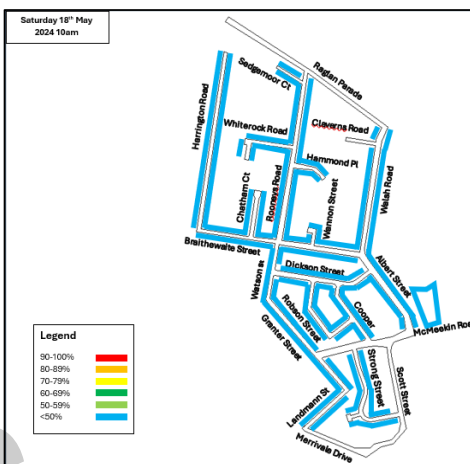 Saturday 18th May
2024 10am
Raglan Parade
Sedgemoor Ct
Harrington Road
Claverns Road
Whiterock Road
Hammond Pl
Walsh Road
Chatham Ct
Rooneys Road
Wannon Street
Braithewaite Street
Dickson Street
Albert Street
Watson St
Robson Street
Cooper
Granter Street
McMeekin Roa
Strong Street
Scott Street
Landmann St
Merrivale Drive
Legend
90-100%
80-89%
70-79%
60-69%
50-59%
<50%